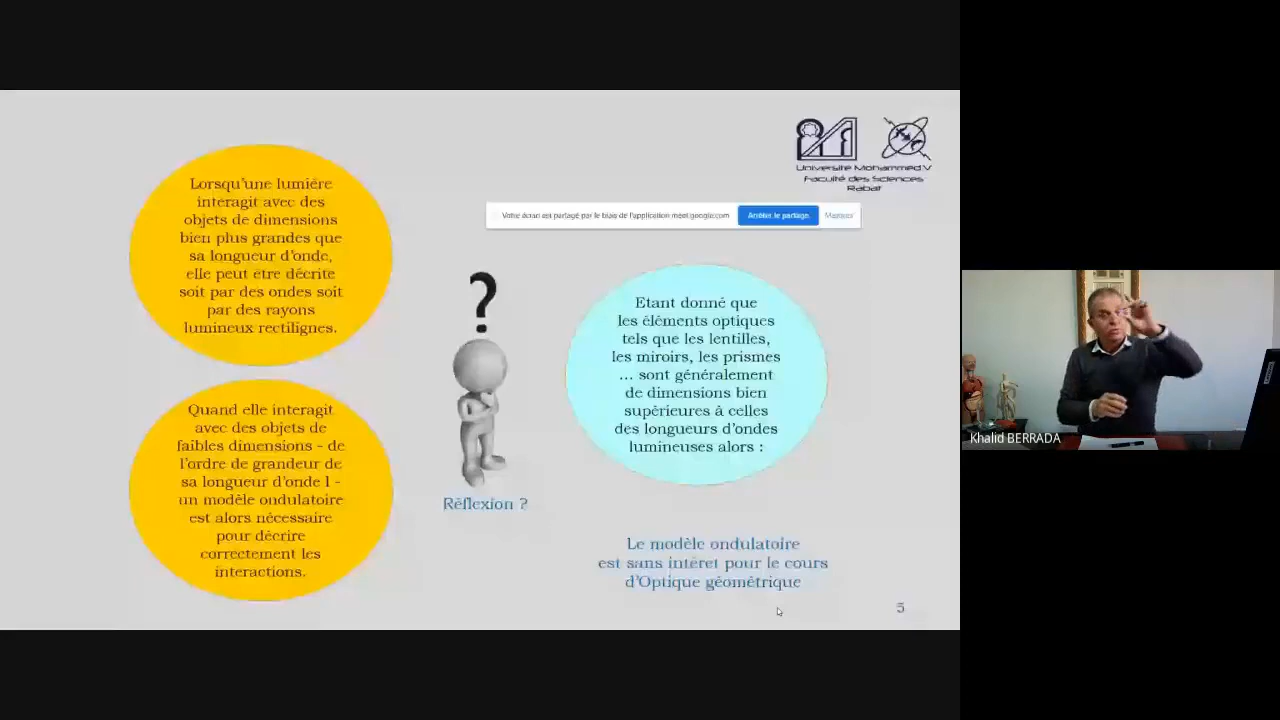 Université Mohammed V
Faculté des Sciences
Rabat
Lorsqu'une lumière
interagit avec des
objets de dimensions
bien plus grandes que
sa longueur d'onde,
elle peut être décrite
soit par des ondes soit
par des rayons
lumineux rectilignes.
Votre écran est partagé par le biais de l'application meet.google.com
Arrêter le partage
Masquer
?
Etant donné que
les éléments optiques
tels que les lentilles,
les miroirs, les prismes
... sont généralement
de dimensions bien
supérieures à celles
des longueurs d'ondes
lumineuses alors :
Quand elle interagit
avec des objets de
faibles dimensions - de
l'ordre de grandeur de
sa longueur d'onde l -
un modèle ondulatoire
est alors nécessaire
pour décrire
correctement les
interactions.
Réflexion ?
Le modèle ondulatoire
est sans intéret pour le cours
d'Optique géométrique
5
Khalid BERRADA